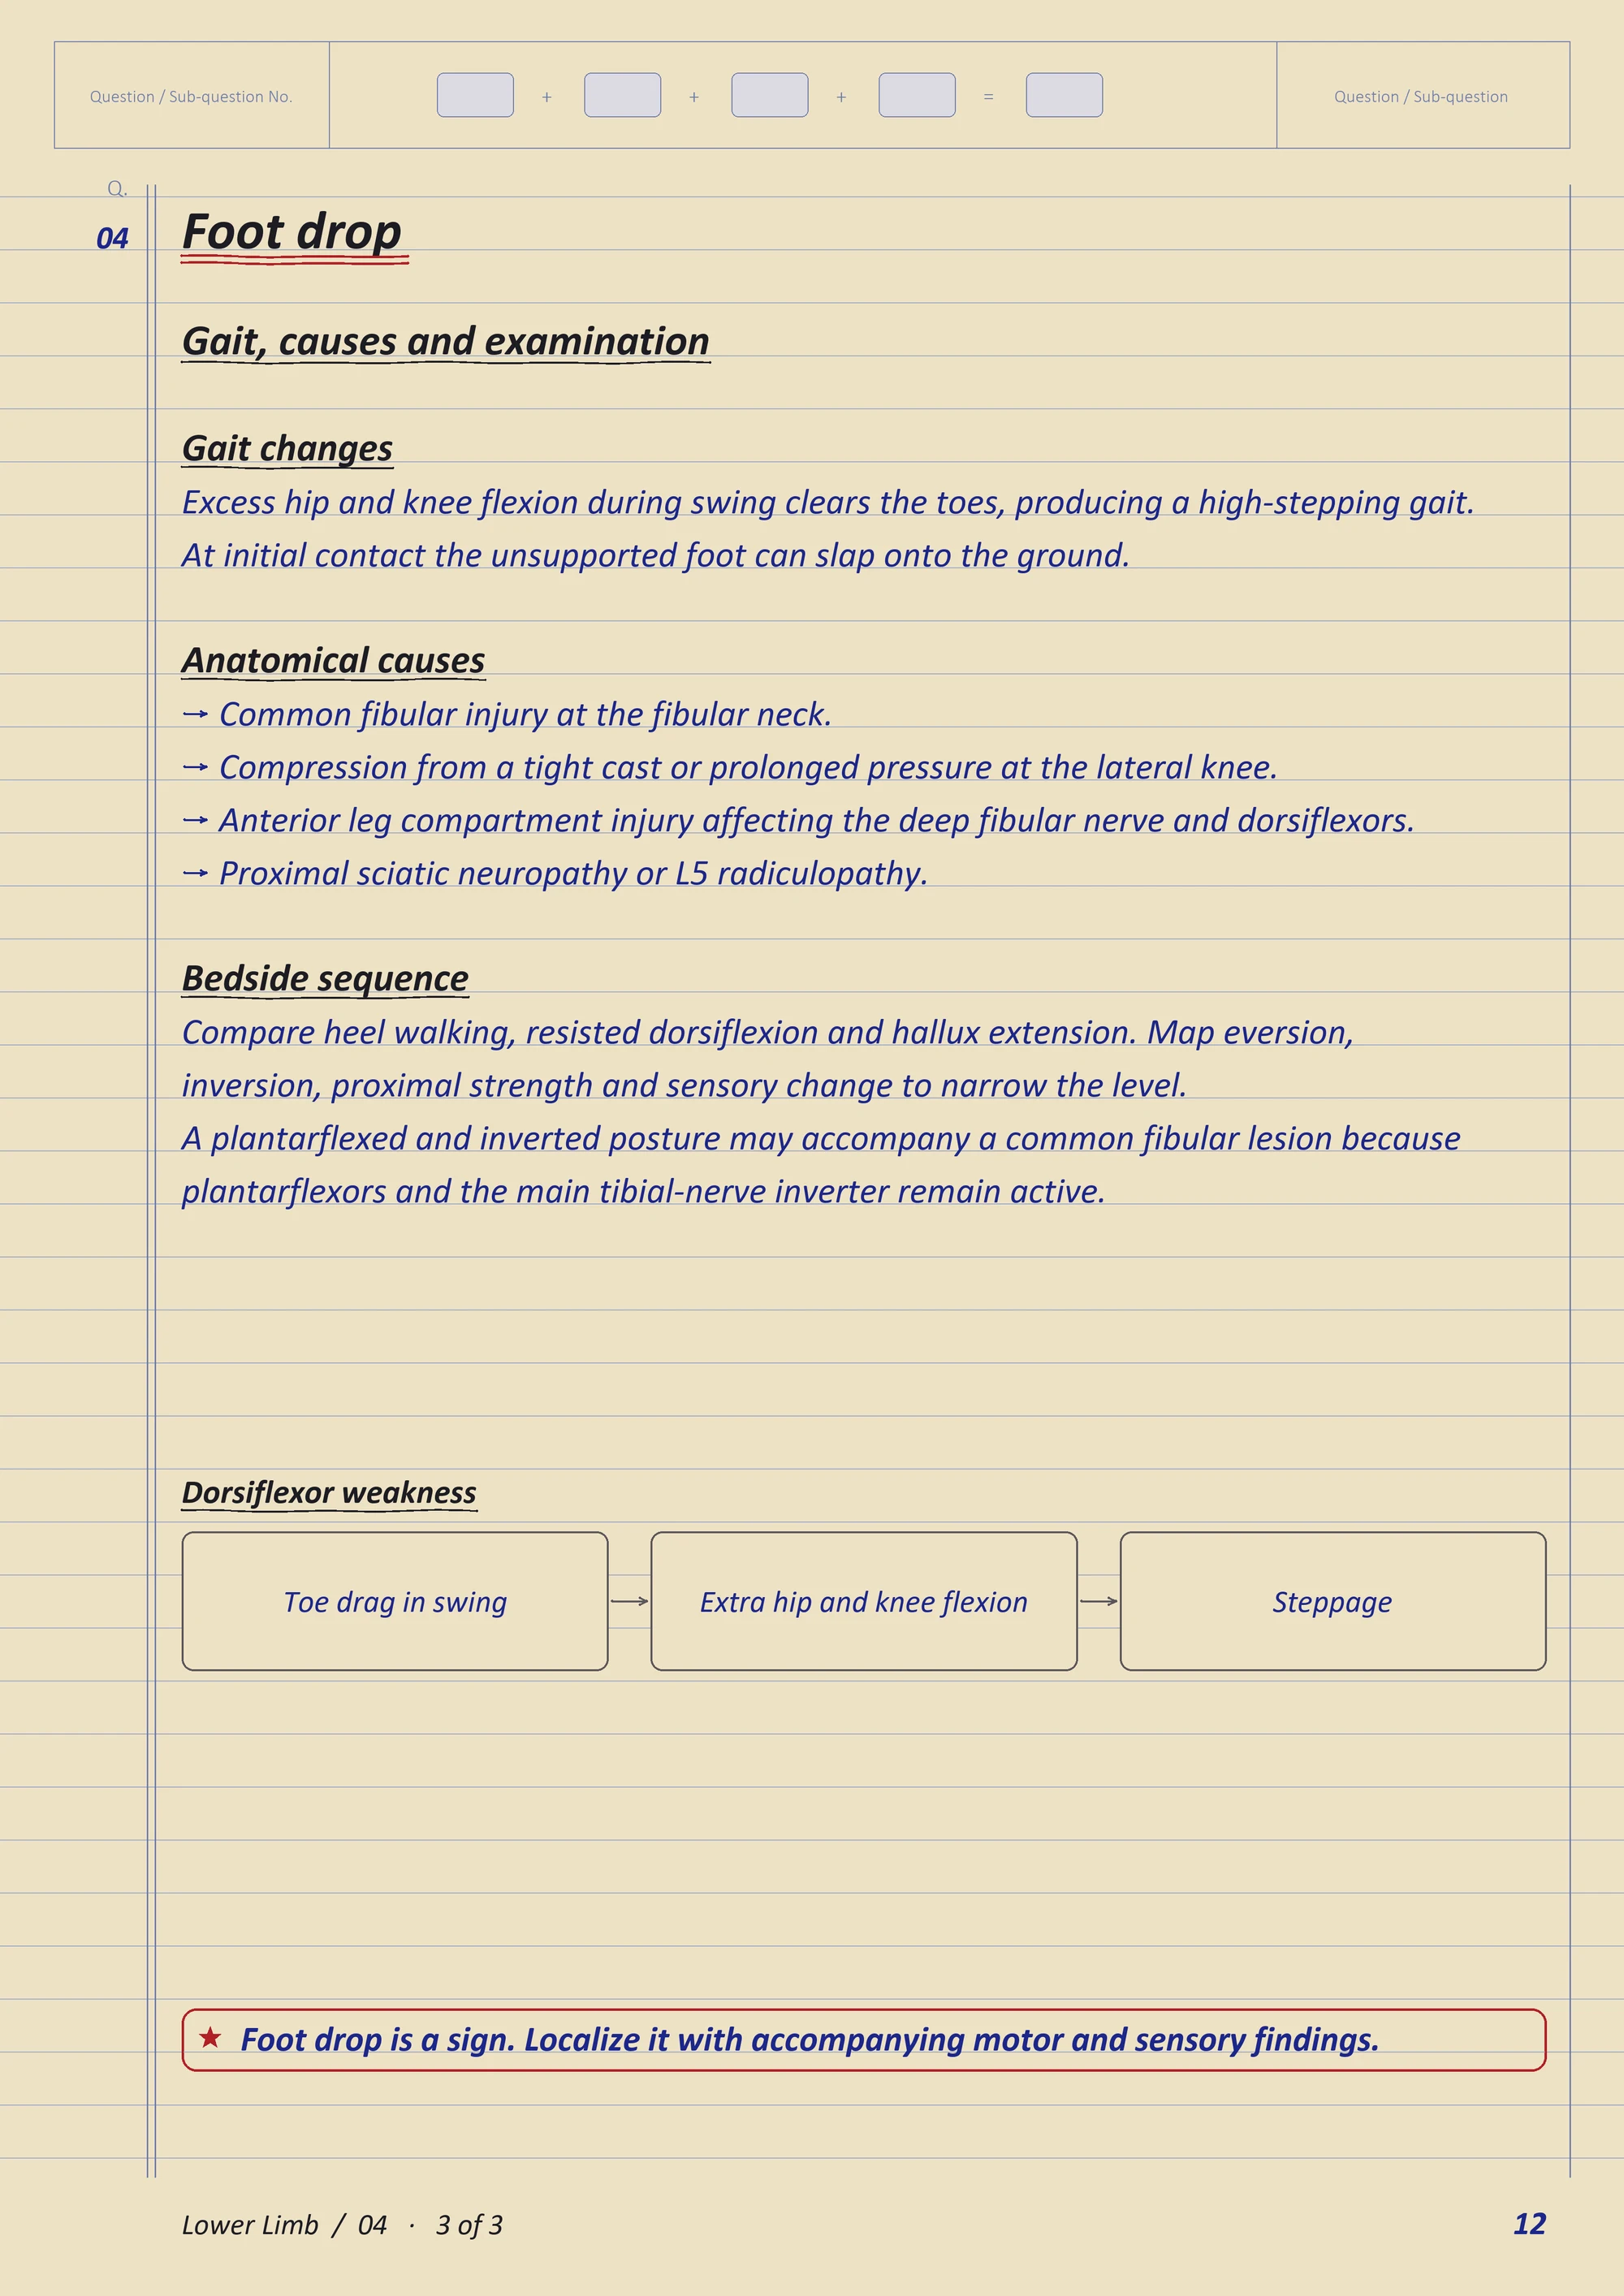 Question / Sub-question No.
+ + + =
Question / Sub-question
Q.
04
Foot drop
Gait, causes and examination
Gait changes
Excess hip and knee flexion during swing clears the toes, producing a high-stepping gait.
At initial contact the unsupported foot can slap onto the ground.
Anatomical causes
→ Common fibular injury at the fibular neck.
→ Compression from a tight cast or prolonged pressure at the lateral knee.
→ Anterior leg compartment injury affecting the deep fibular nerve and dorsiflexors.
→ Proximal sciatic neuropathy or L5 radiculopathy.
Bedside sequence
Compare heel walking, resisted dorsiflexion and hallux extension. Map eversion,
inversion, proximal strength and sensory change to narrow the level.
A plantarflexed and inverted posture may accompany a common fibular lesion because
plantarflexors and the main tibial-nerve inverter remain active.
Dorsiflexor weakness
Toe drag in swing → Extra hip and knee flexion → Steppage
★ Foot drop is a sign. Localize it with accompanying motor and sensory findings.
Lower Limb / 04 · 3 of 3
12